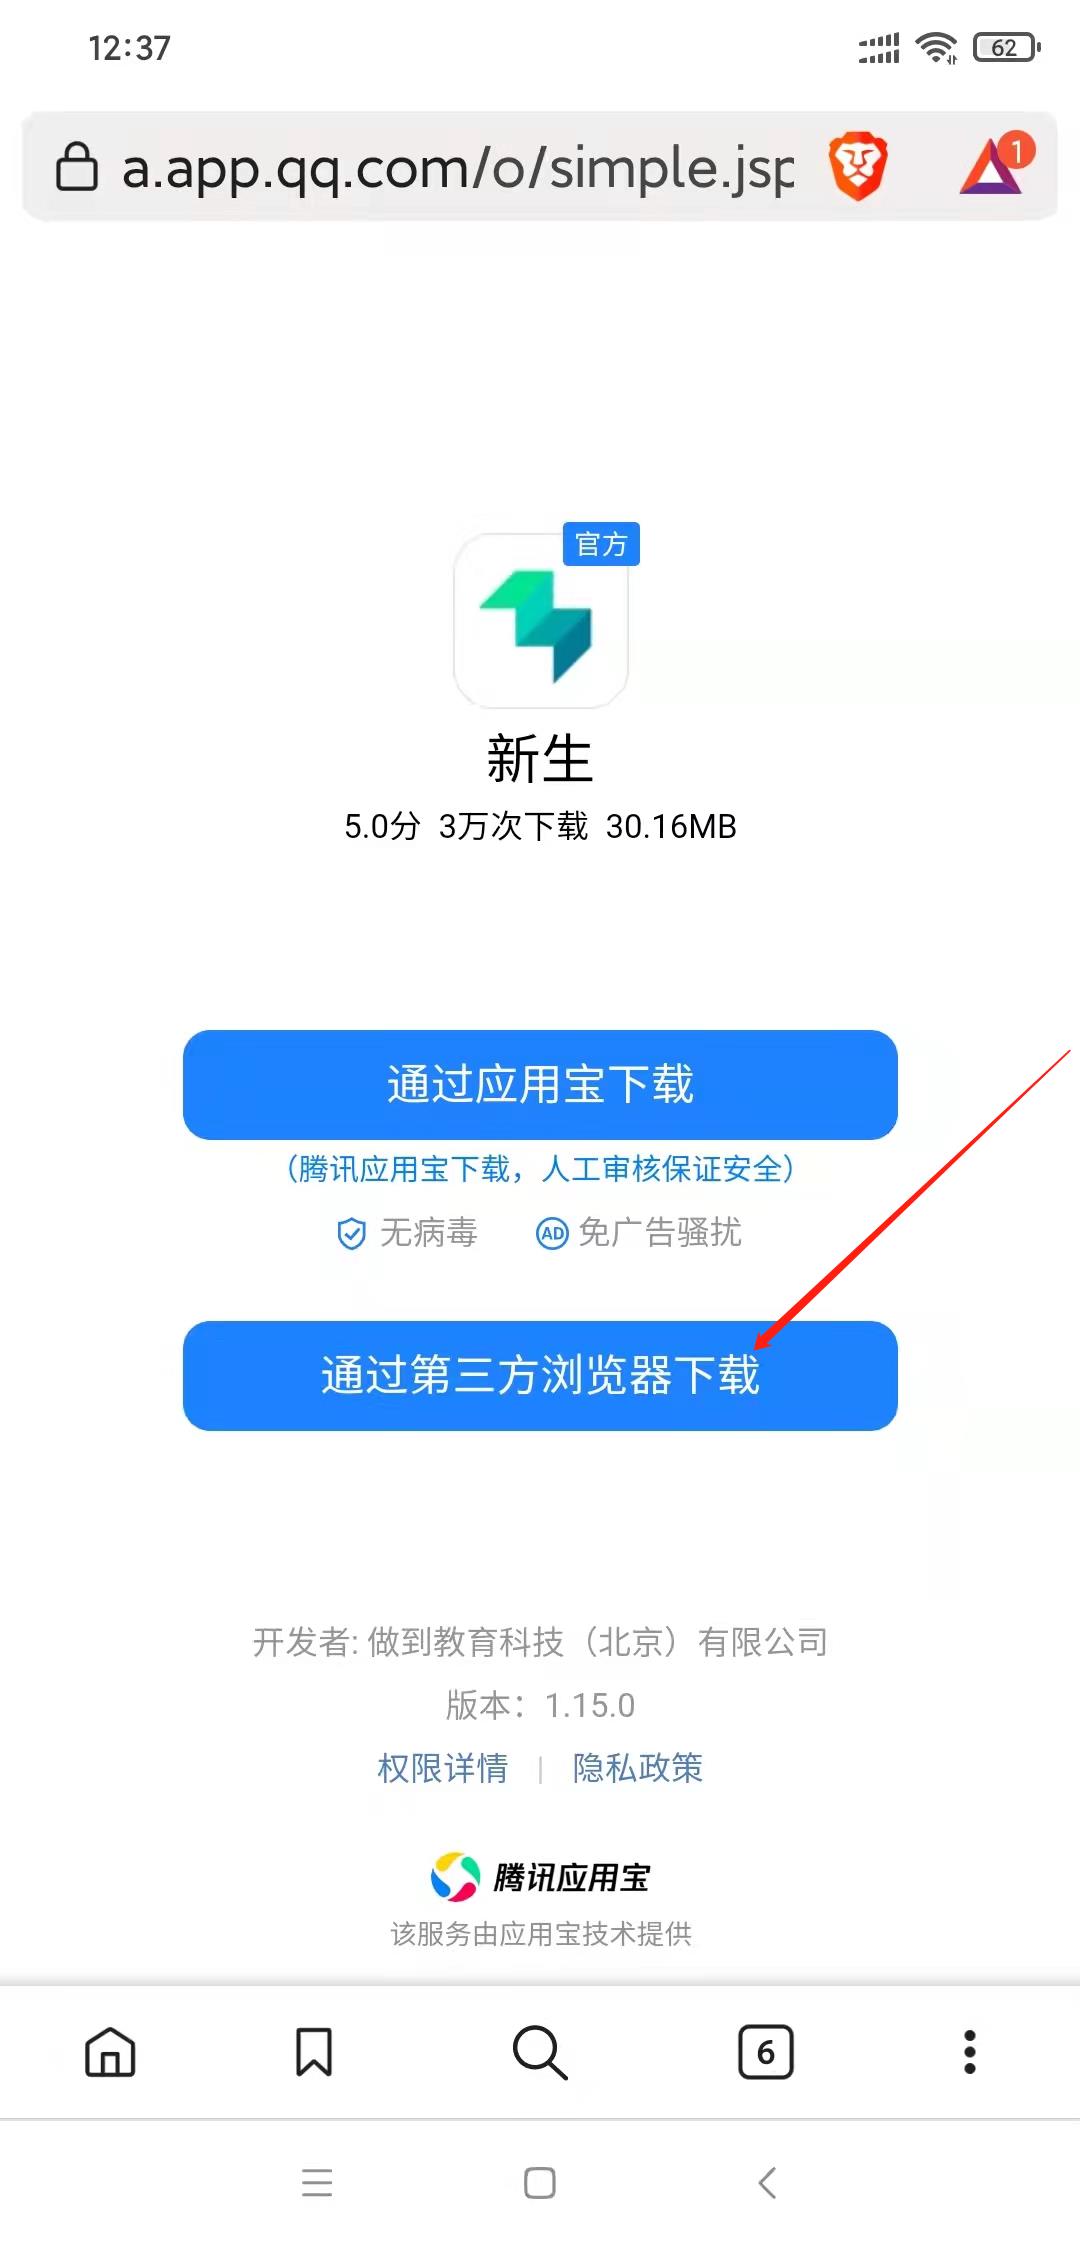 12:37
62
a.app.qq.com/o/simple.jsp
1
官方
新生
5.0分 3万次下载 30.16MB
通过应用宝下载
（腾讯应用宝下载，人工审核保证安全）
无病毒 AD 免广告骚扰
通过第三方浏览器下载
开发者: 做到教育科技（北京）有限公司
版本：1.15.0
权限详情 | 隐私政策
腾讯应用宝
该服务由应用宝技术提供
6